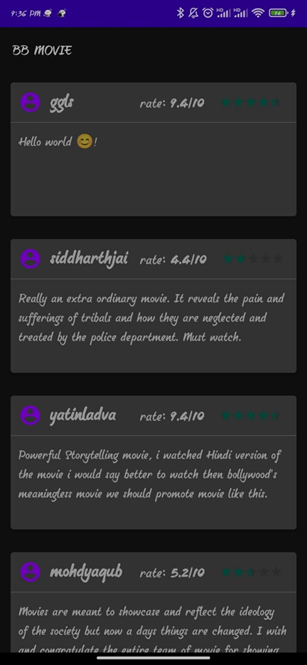 9:36 PM
BB MOVIE
ggls rate: 9.4/10
Hello world 😊!
siddharthjai rate: 4.4/10
Really an extra ordinary movie. It reveals the pain and
sufferings of tribals and how they are neglected and
treated by the police department. Must watch.
yatinladva rate: 9.4/10
Powerful Storytelling movie, i watched Hindi version of
the movie i would say better to watch then bollywood's
meaningless movie we should promote movie like this.
mohdyaqub rate: 5.2/10
Movies are meant to showcase and reflect the ideology
of the society but now a days things are changed. I wish
and congratulate the entire team of movie for showing